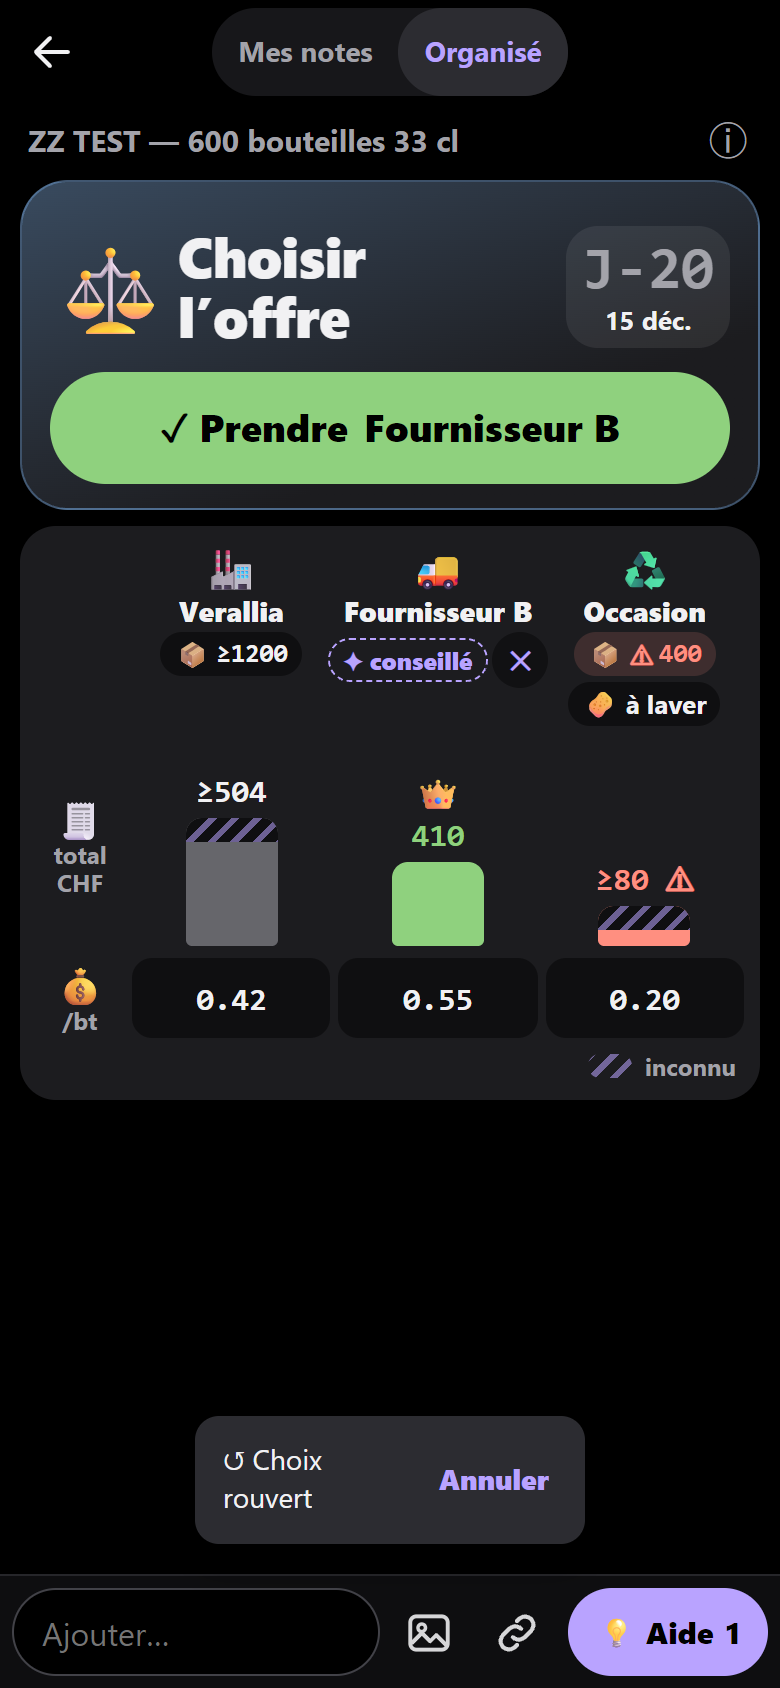 Mes notes
Organisé
ZZ TEST — 600 bouteilles 33 cl
Choisir
l’offre
J-20
15 déc.
✓ Prendre Fournisseur B
Verallia
Fournisseur B
Occasion
≥1200
✦ conseillé
⚠ 400
à laver
≥504
410
≥80 ⚠
total
CHF
/bt
0.42
0.55
0.20
inconnu
↺ Choix
rouvert
Annuler
Ajouter...
Aide 1